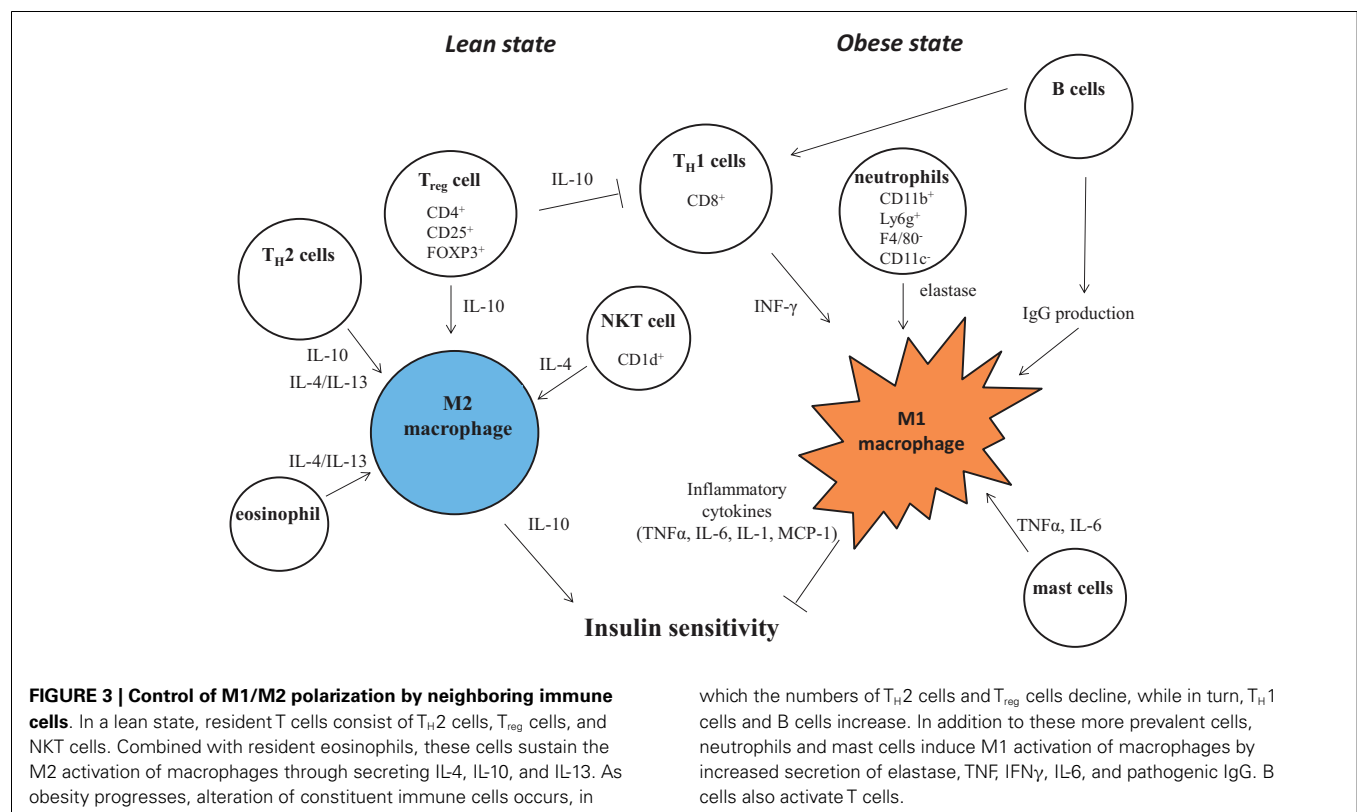 Lean state
Obese state
B cells
T_H1 cells
CD8⁺
neutrophils
CD11b⁺
Ly6g⁺
F4/80⁻
CD11c⁻
T_reg cell
CD4⁺
CD25⁺
FOXP3⁺
IL-10
T_H2 cells
IL-10
IL-10
IL-4/IL-13
NKT cell
CD1d⁺
IL-4
INF-γ
elastase
IgG production
M2
macrophage
M1
macrophage
IL-4/IL-13
eosinophil
IL-10
Inflammatory
cytokines
(TNFα, IL-6, IL-1, MCP-1)
TNFα, IL-6
mast cells
Insulin sensitivity
FIGURE 3 | Control of M1/M2 polarization by neighboring immune
cells. In a lean state, resident T cells consist of T_H2 cells, T_reg cells, and
NKT cells. Combined with resident eosinophils, these cells sustain the
M2 activation of macrophages through secreting IL-4, IL-10, and IL-13. As
obesity progresses, alteration of constituent immune cells occurs, in
which the numbers of T_H2 cells and T_reg cells decline, while in turn, T_H1
cells and B cells increase. In addition to these more prevalent cells,
neutrophils and mast cells induce M1 activation of macrophages by
increased secretion of elastase, TNF, IFNγ, IL-6, and pathogenic IgG. B
cells also activate T cells.